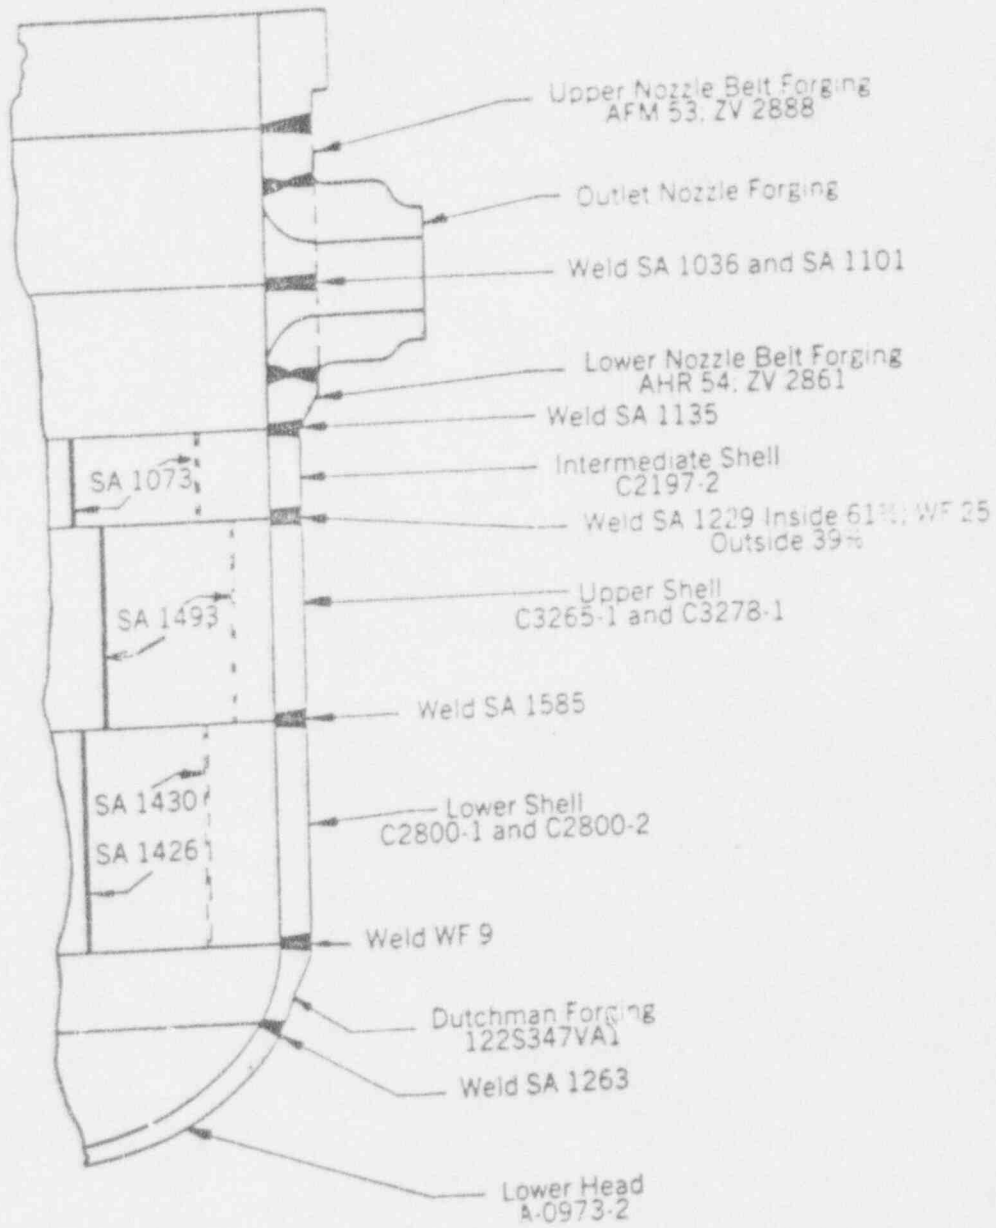 Upper Nozzle Belt Forging
AFM 53, ZV 2888
Outlet Nozzle Forging
Weld SA 1036 and SA 1101
Lower Nozzle Belt Forging
AHR 54, ZV 2861
Weld SA 1135
Intermediate Shell
C2197-2
SA 1073
Weld SA 1229 Inside 61%, WF 25
Outside 39%
Upper Shell
C3265-1 and C3278-1
SA 1493
Weld SA 1585
SA 1430
Lower Shell
C2800-1 and C2800-2
SA 1426
Weld WF 9
Dutchman Forging
122S347VA1
Weld SA 1263
Lower Head
A-0973-2